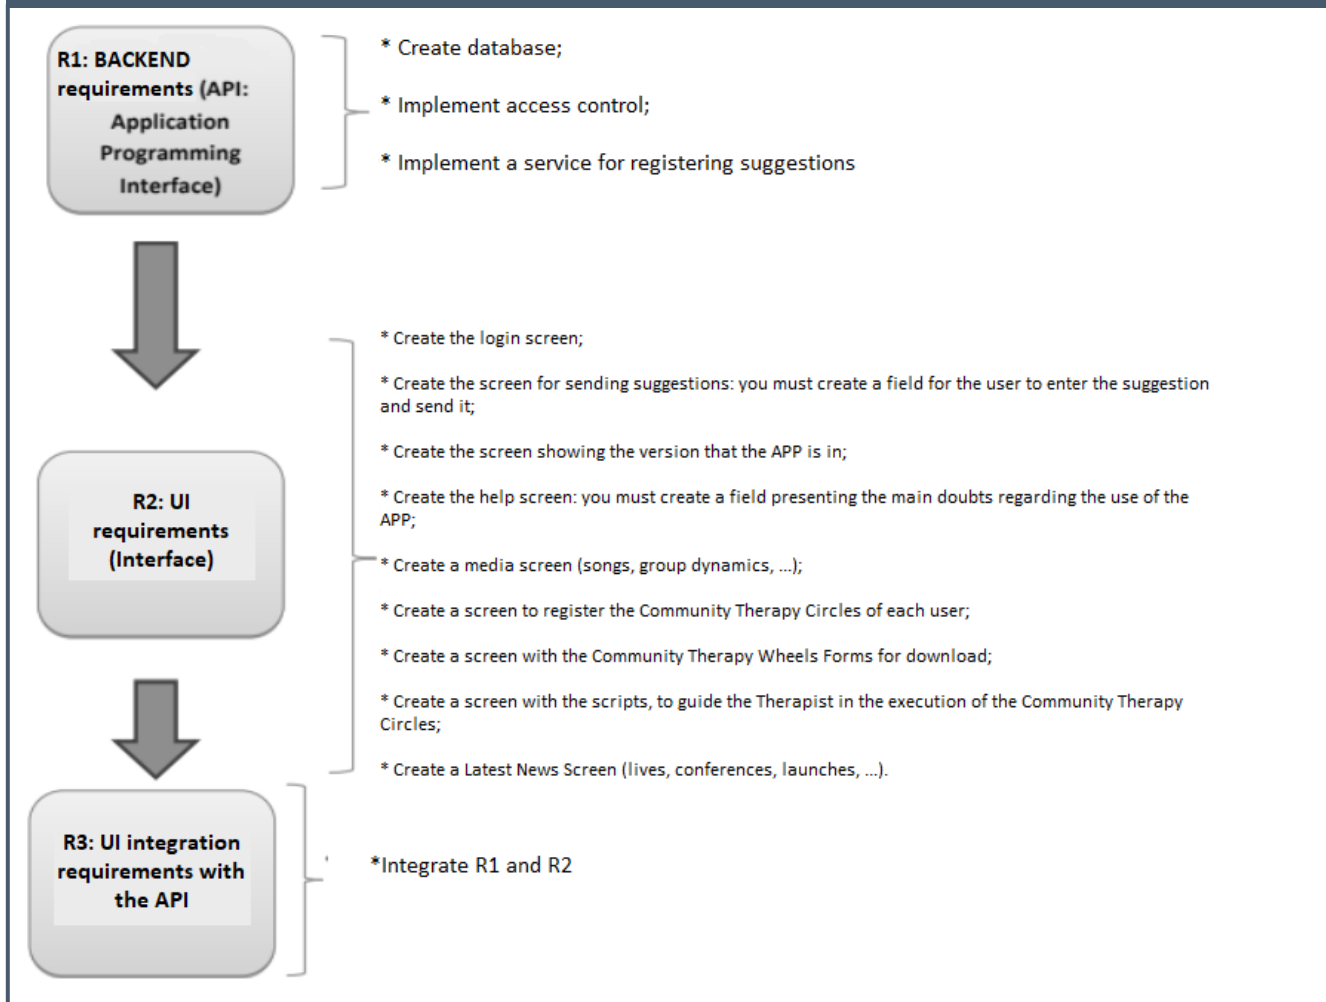 R1: BACKEND
requirements (API:
Application
Programming
Interface)
* Create database;
* Implement access control;
* Implement a service for registering suggestions
R2: UI
requirements
(Interface)
* Create the login screen;
* Create the screen for sending suggestions: you must create a field for the user to enter the suggestion
and send it;
* Create the screen showing the version that the APP is in;
* Create the help screen: you must create a field presenting the main doubts regarding the use of the
APP;
* Create a media screen (songs, group dynamics, ...);
* Create a screen to register the Community Therapy Circles of each user;
* Create a screen with the Community Therapy Wheels Forms for download;
* Create a screen with the scripts, to guide the Therapist in the execution of the Community Therapy
Circles;
* Create a Latest News Screen (lives, conferences, launches, ...).
R3: UI integration
requirements with
the API
*Integrate R1 and R2